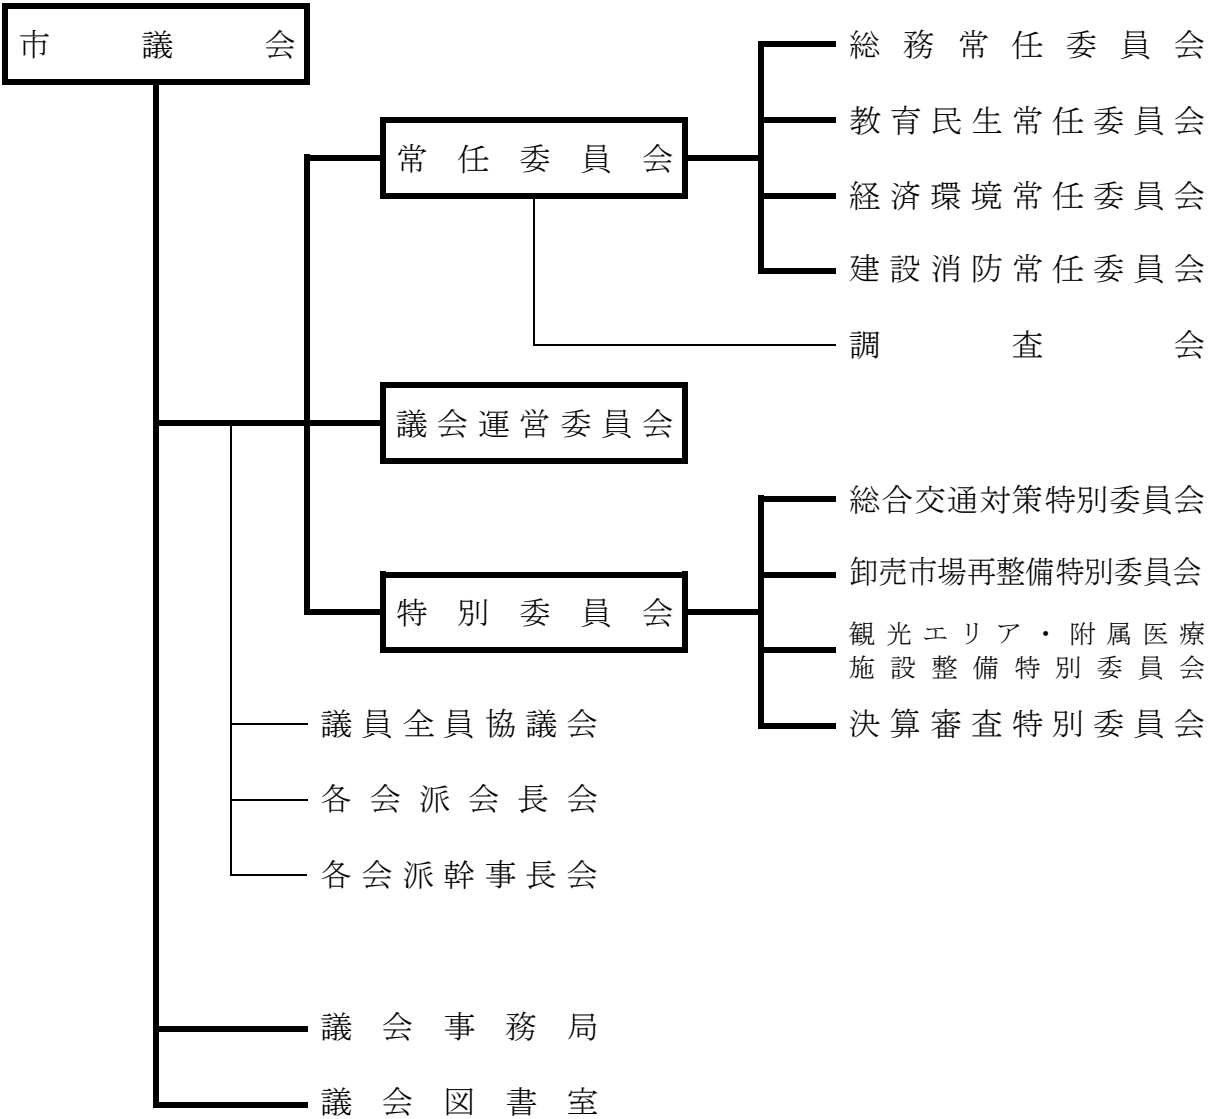 市議会
総務常任委員会
教育民生常任委員会
常任委員会
経済環境常任委員会
建設消防常任委員会
調査会
議会運営委員会
総合交通対策特別委員会
卸売市場再整備特別委員会
特別委員会
観光エリア・附属医療
施設整備特別委員会
決算審査特別委員会
議員全員協議会
各会派会長会
各会派幹事長会
議会事務局
議会図書室